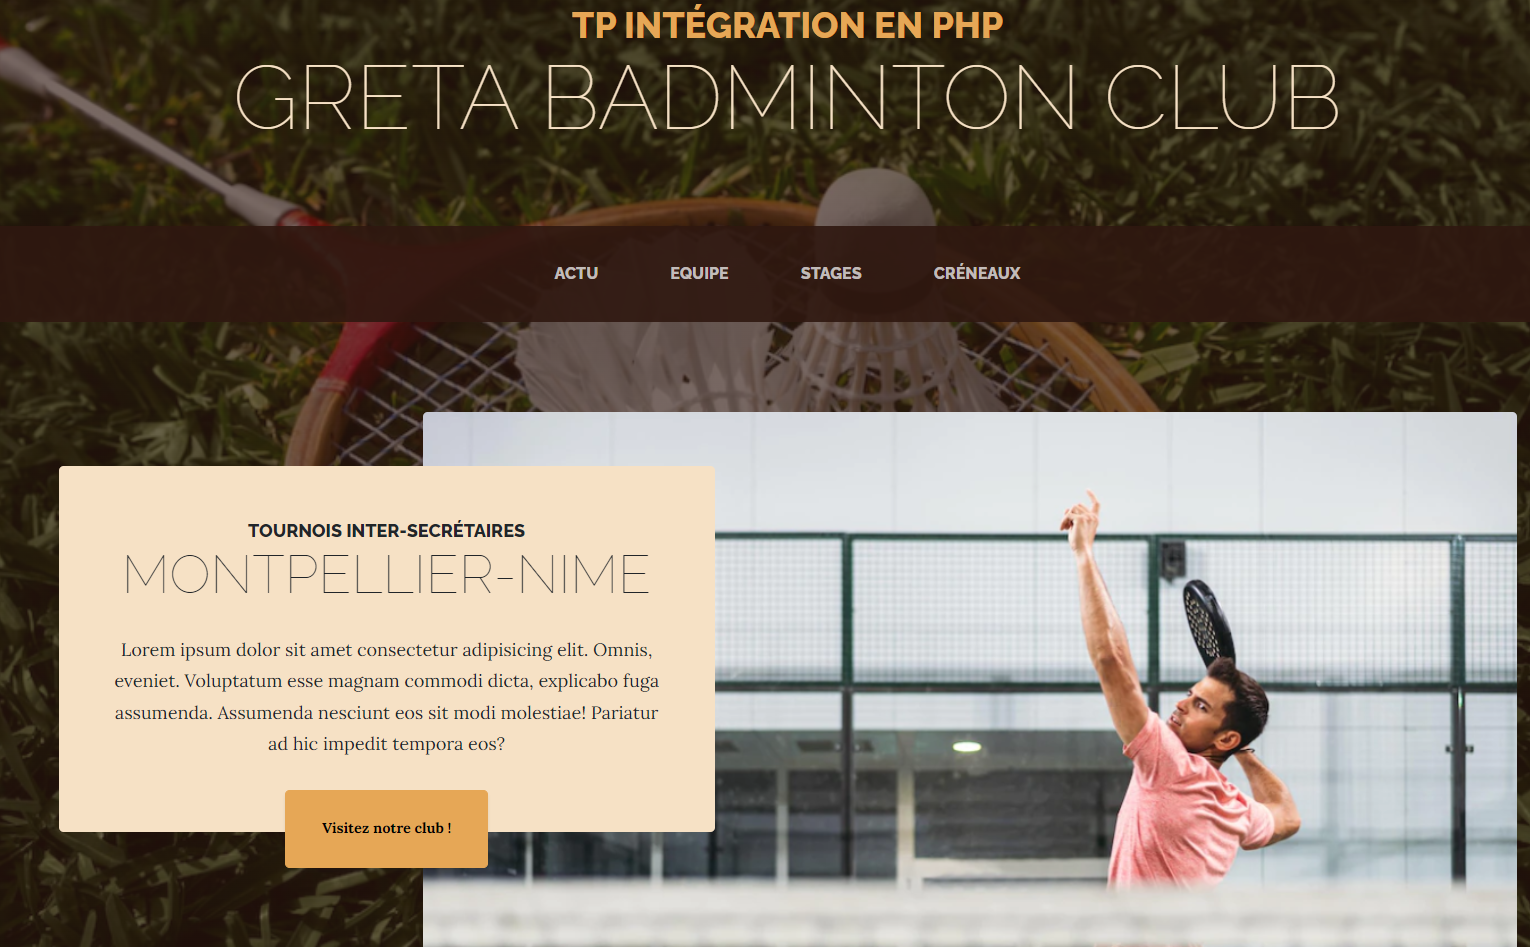 TP INTÉGRATION EN PHP
GRETA BADMINTON CLUB
ACTU EQUIPE STAGES CRÉNEAUX
TOURNOIS INTER-SECRÉTAIRES
MONTPELLIER-NIME
Lorem ipsum dolor sit amet consectetur adipisicing elit. Omnis,
eveniet. Voluptatum esse magnam commodi dicta, explicabo fuga
assumenda. Assumenda nesciunt eos sit modi molestiae! Pariatur
ad hic impedit tempora eos?
Visitez notre club !